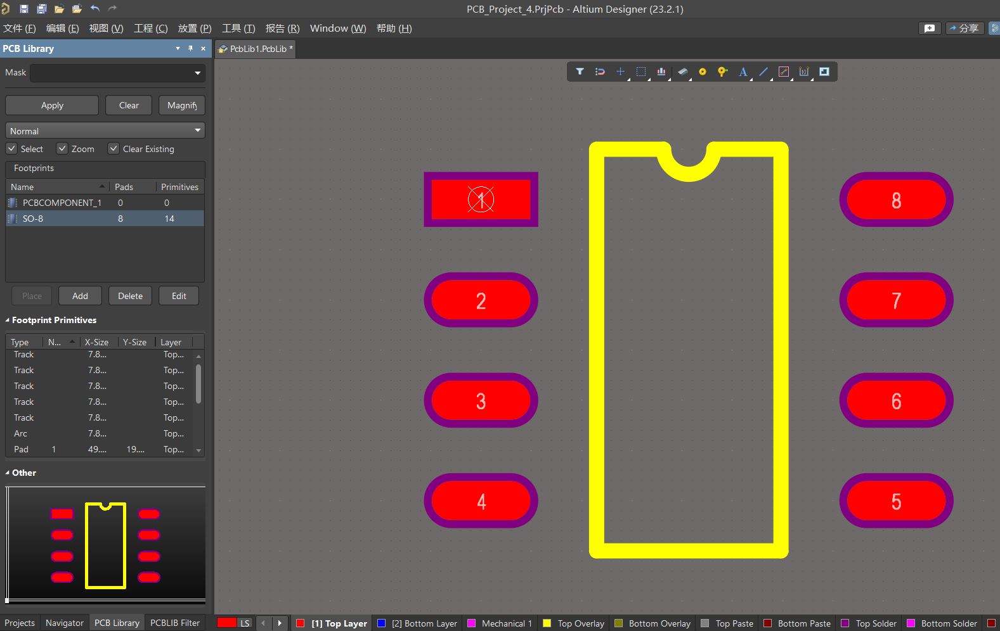 PCB_Project_4.PrjPcb - Altium Designer (23.2.1)
文件 (F) 编辑 (E) 视图 (V) 工程 (C) 放置 (P) 工具 (T) 报告 (R) Window (W) 帮助 (H) 分享
PCB Library
PcbLib1.PcbLib *
Mask
Apply Clear Magnify
Normal
Select Zoom Clear Existing
Footprints
Name Pads Primitives
PCBCOMPONENT_1 0 0
SO-8 8 14
Place Add Delete Edit
Footprint Primitives
Type N... X-Size Y-Size Layer
Track 7.8... Top...
Track 7.8... Top...
Track 7.8... Top...
Track 7.8... Top...
Track 7.8... Top...
Arc 7.8... Top...
Pad 1 49.... 19.... Top...
Other
A 10
1 8
2 7
3 6
4 5
Projects Navigator PCB Library PCBLIB Filter
LS [1] Top Layer [2] Bottom Layer Mechanical 1 Top Overlay Bottom Overlay Top Paste Bottom Paste Top Solder Bottom Solder